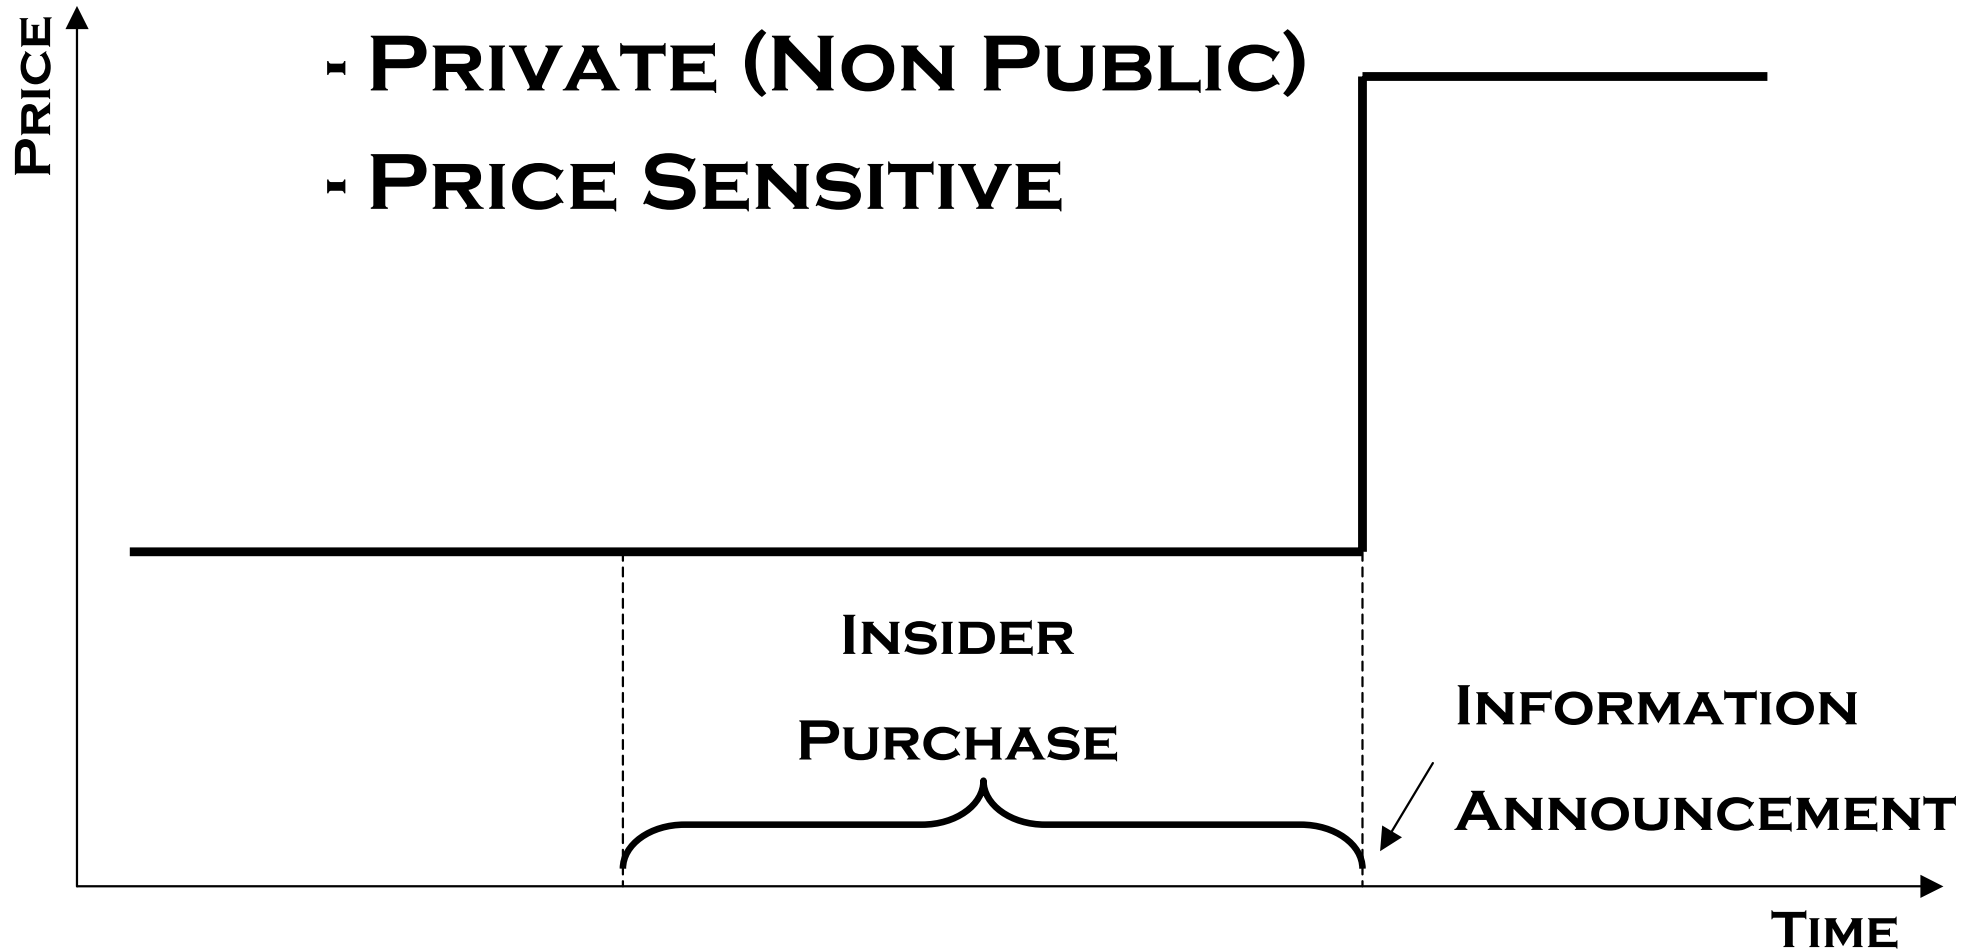 Price
- Private (Non Public)
- Price Sensitive
Insider
Purchase
Information
Announcement
Time